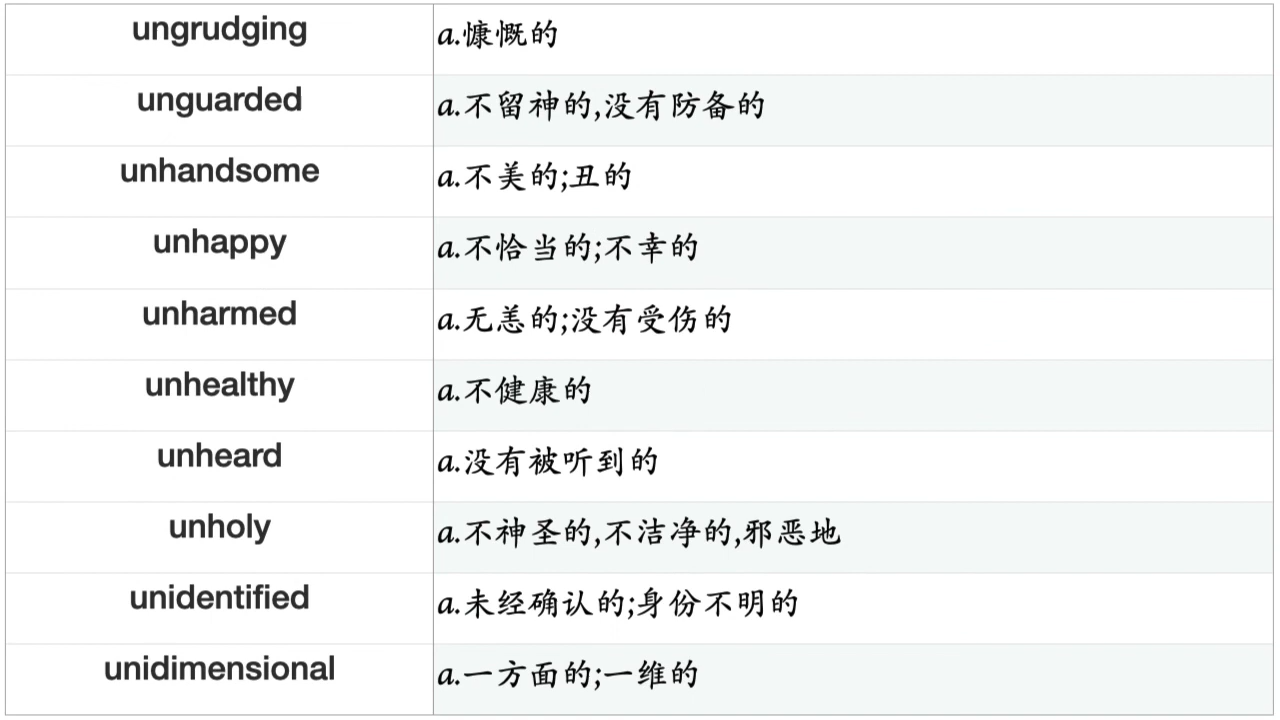 ungrudging a.慷慨的
unguarded a.不留神的,没有防备的
unhandsome a.不美的;丑的
unhappy a.不恰当的;不幸的
unharmed a.无恙的;没有受伤的
unhealthy a.不健康的
unheard a.没有被听到的
unholy a.不神圣的,不洁净的,邪恶地
unidentified a.未经确认的;身份不明的
unidimensional a.一方面的;一维的